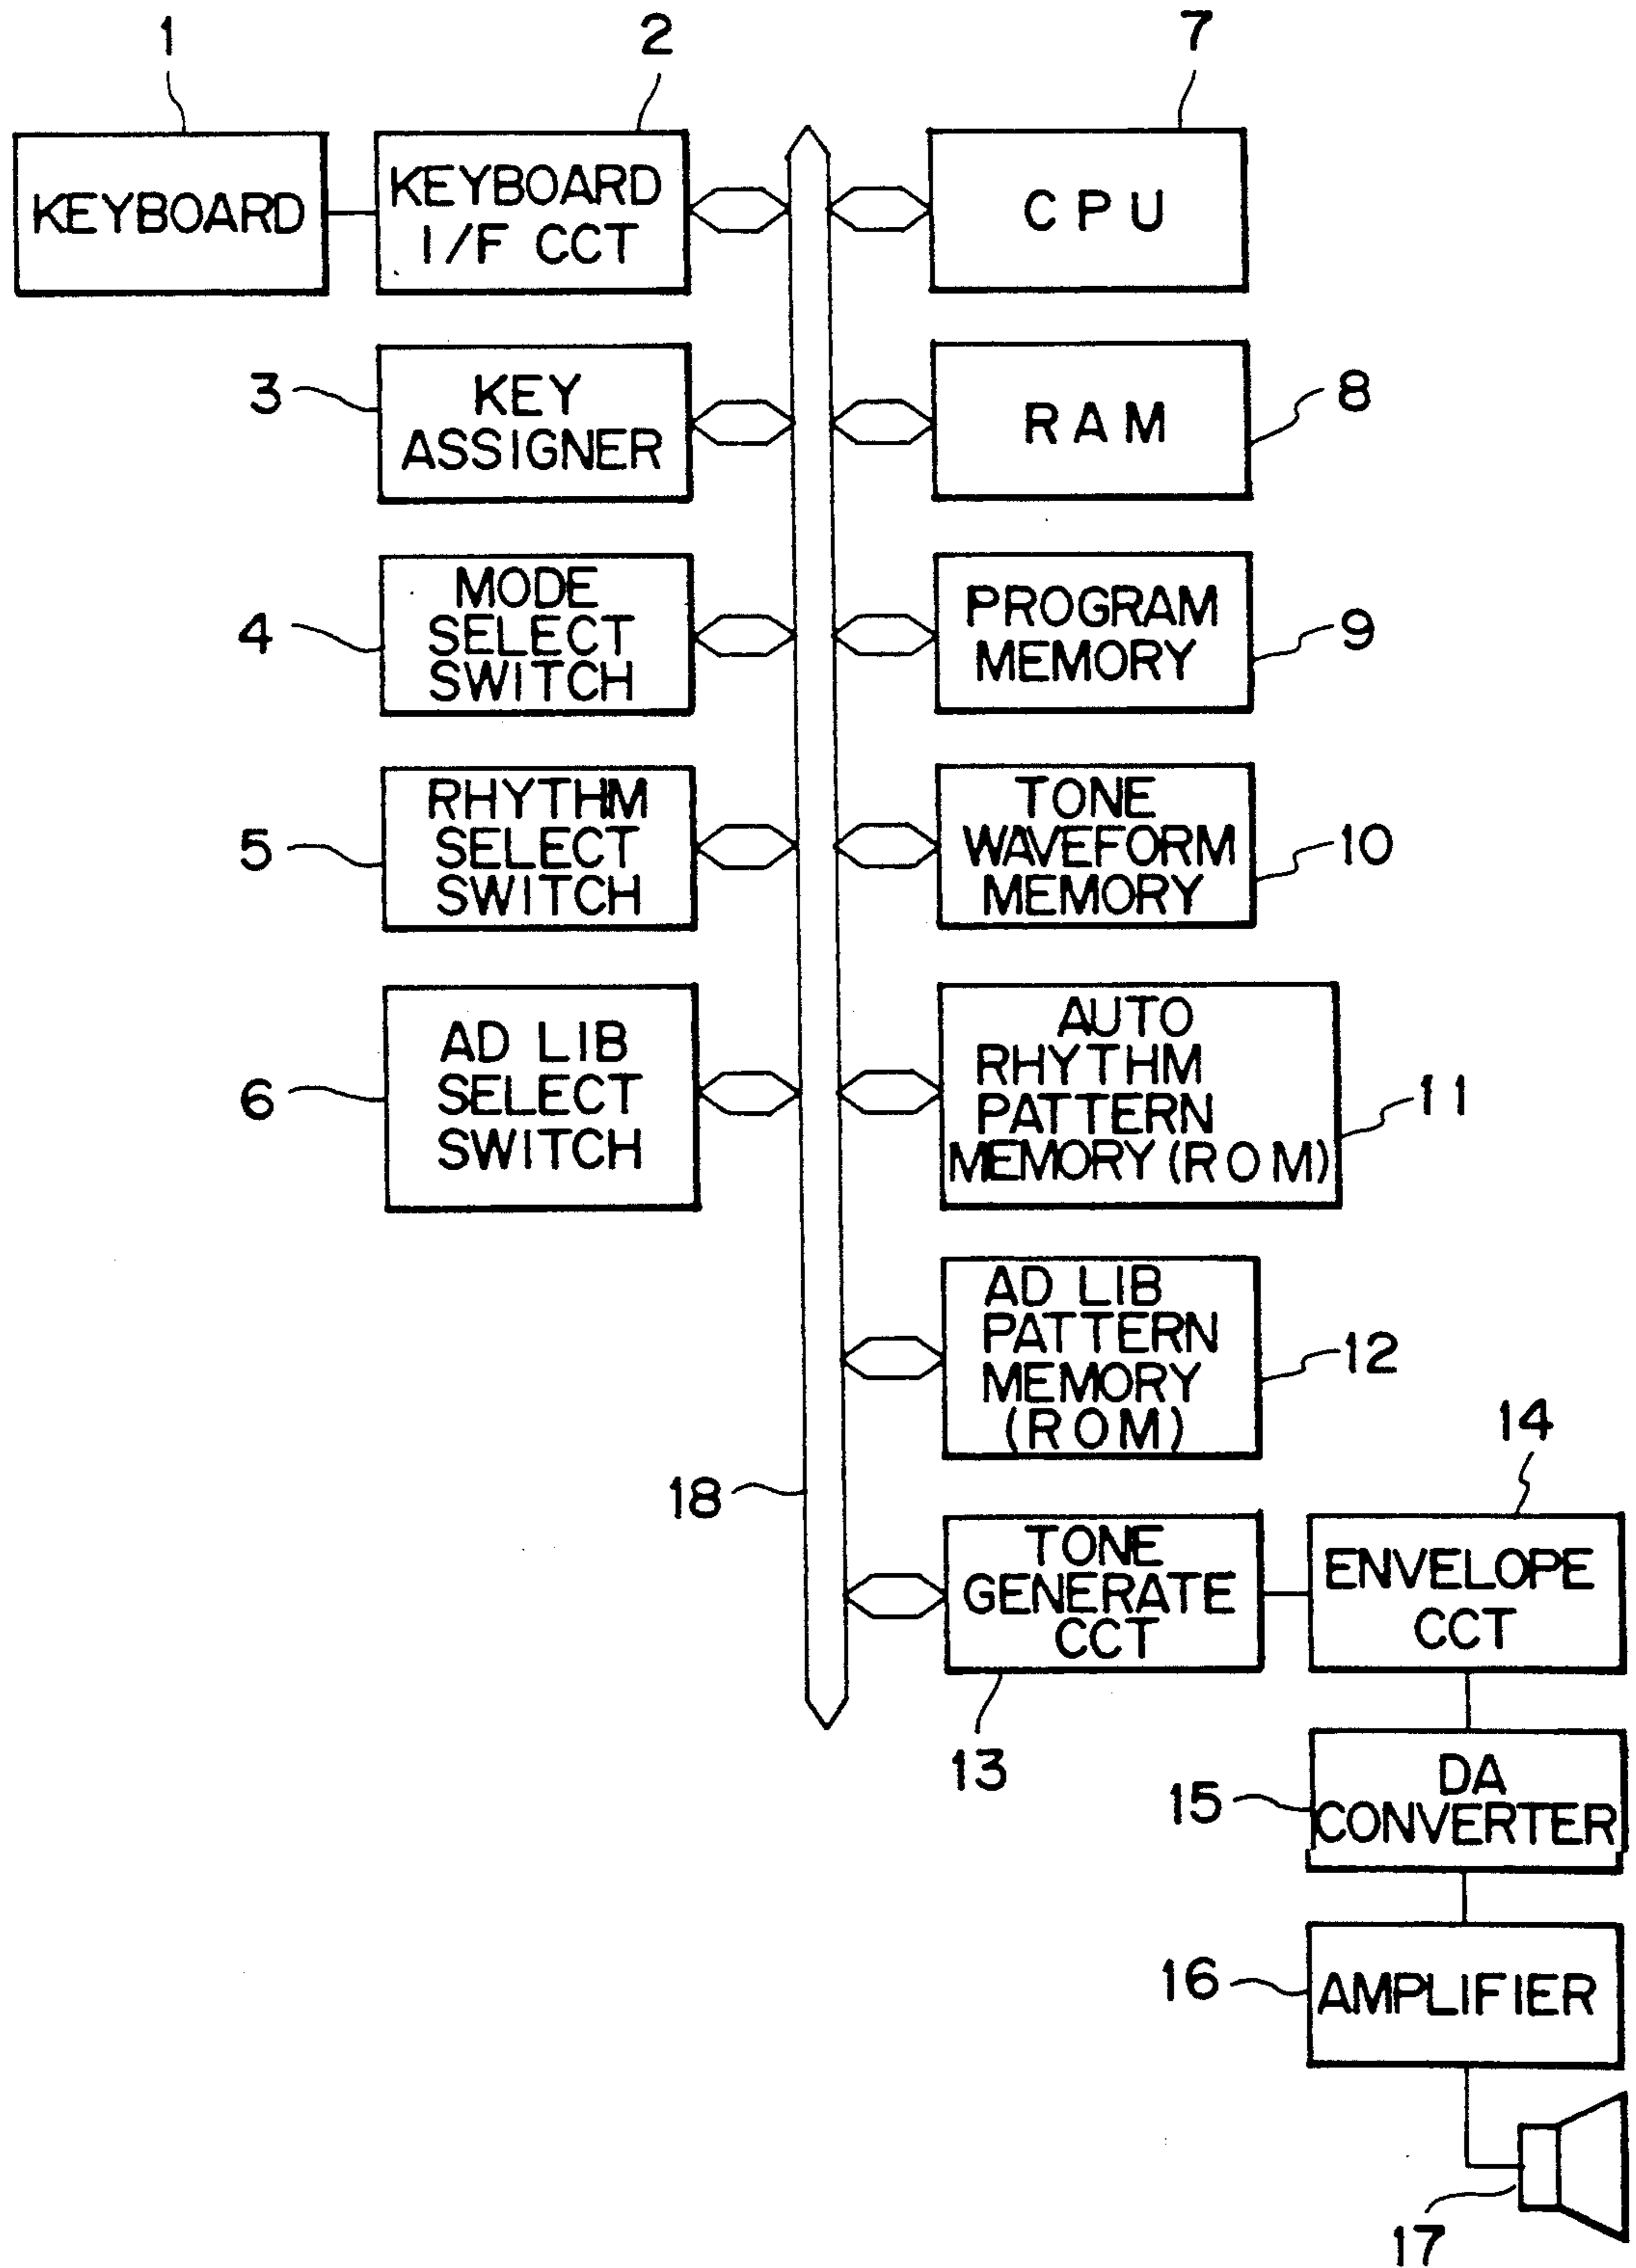 1
2
7
KEYBOARD
KEYBOARD
I/F CCT
CPU
3
KEY
ASSIGNER
RAM
8
4
MODE
SELECT
SWITCH
PROGRAM
MEMORY
9
5
RHYTHM
SELECT
SWITCH
TONE
WAVEFORM
MEMORY
10
6
AD LIB
SELECT
SWITCH
AUTO
RHYTHM
PATTERN
MEMORY (ROM)
11
AD LIB
PATTERN
MEMORY
(ROM)
12
18
14
TONE
GENERATE
CCT
ENVELOPE
CCT
13
15
DA
CONVERTER
16
AMPLIFIER
17